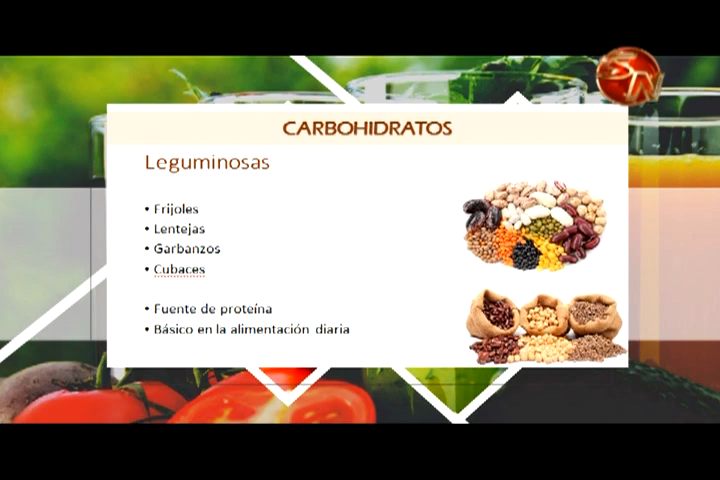 CARBOHIDRATOS
Leguminosas
• Frijoles
• Lentejas
• Garbanzos
• Cubaces
• Fuente de proteína
• Básico en la alimentación diaria